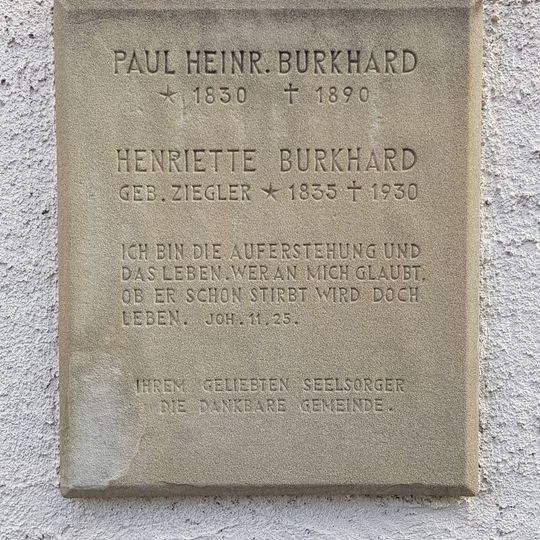 PAUL HEINR. BURKHARD
* 1830 † 1890
HENRIETTE BURKHARD
GEB. ZIEGLER * 1835 † 1930
ICH BIN DIE AUFERSTEHUNG UND
DAS LEBEN. WER AN MICH GLAUBT,
OB ER SCHON STIRBT WIRD DOCH
LEBEN. JOH. 11, 25.
IHREM GELIEBTEN SEELSORGER
DIE DANKBARE GEMEINDE.